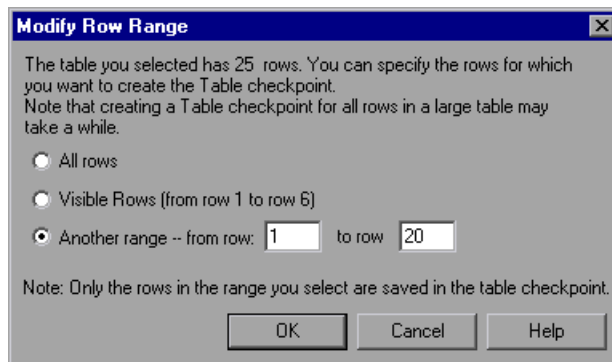 Modify Row Range
The table you selected has 25 rows. You can specify the rows for which
you want to create the Table checkpoint.
Note that creating a Table checkpoint for all rows in a large table may
take a while.
All rows
Visible Rows (from row 1 to row 6)
Another range -- from row: 1 to row 20
Note: Only the rows in the range you select are saved in the table checkpoint.
OK Cancel Help